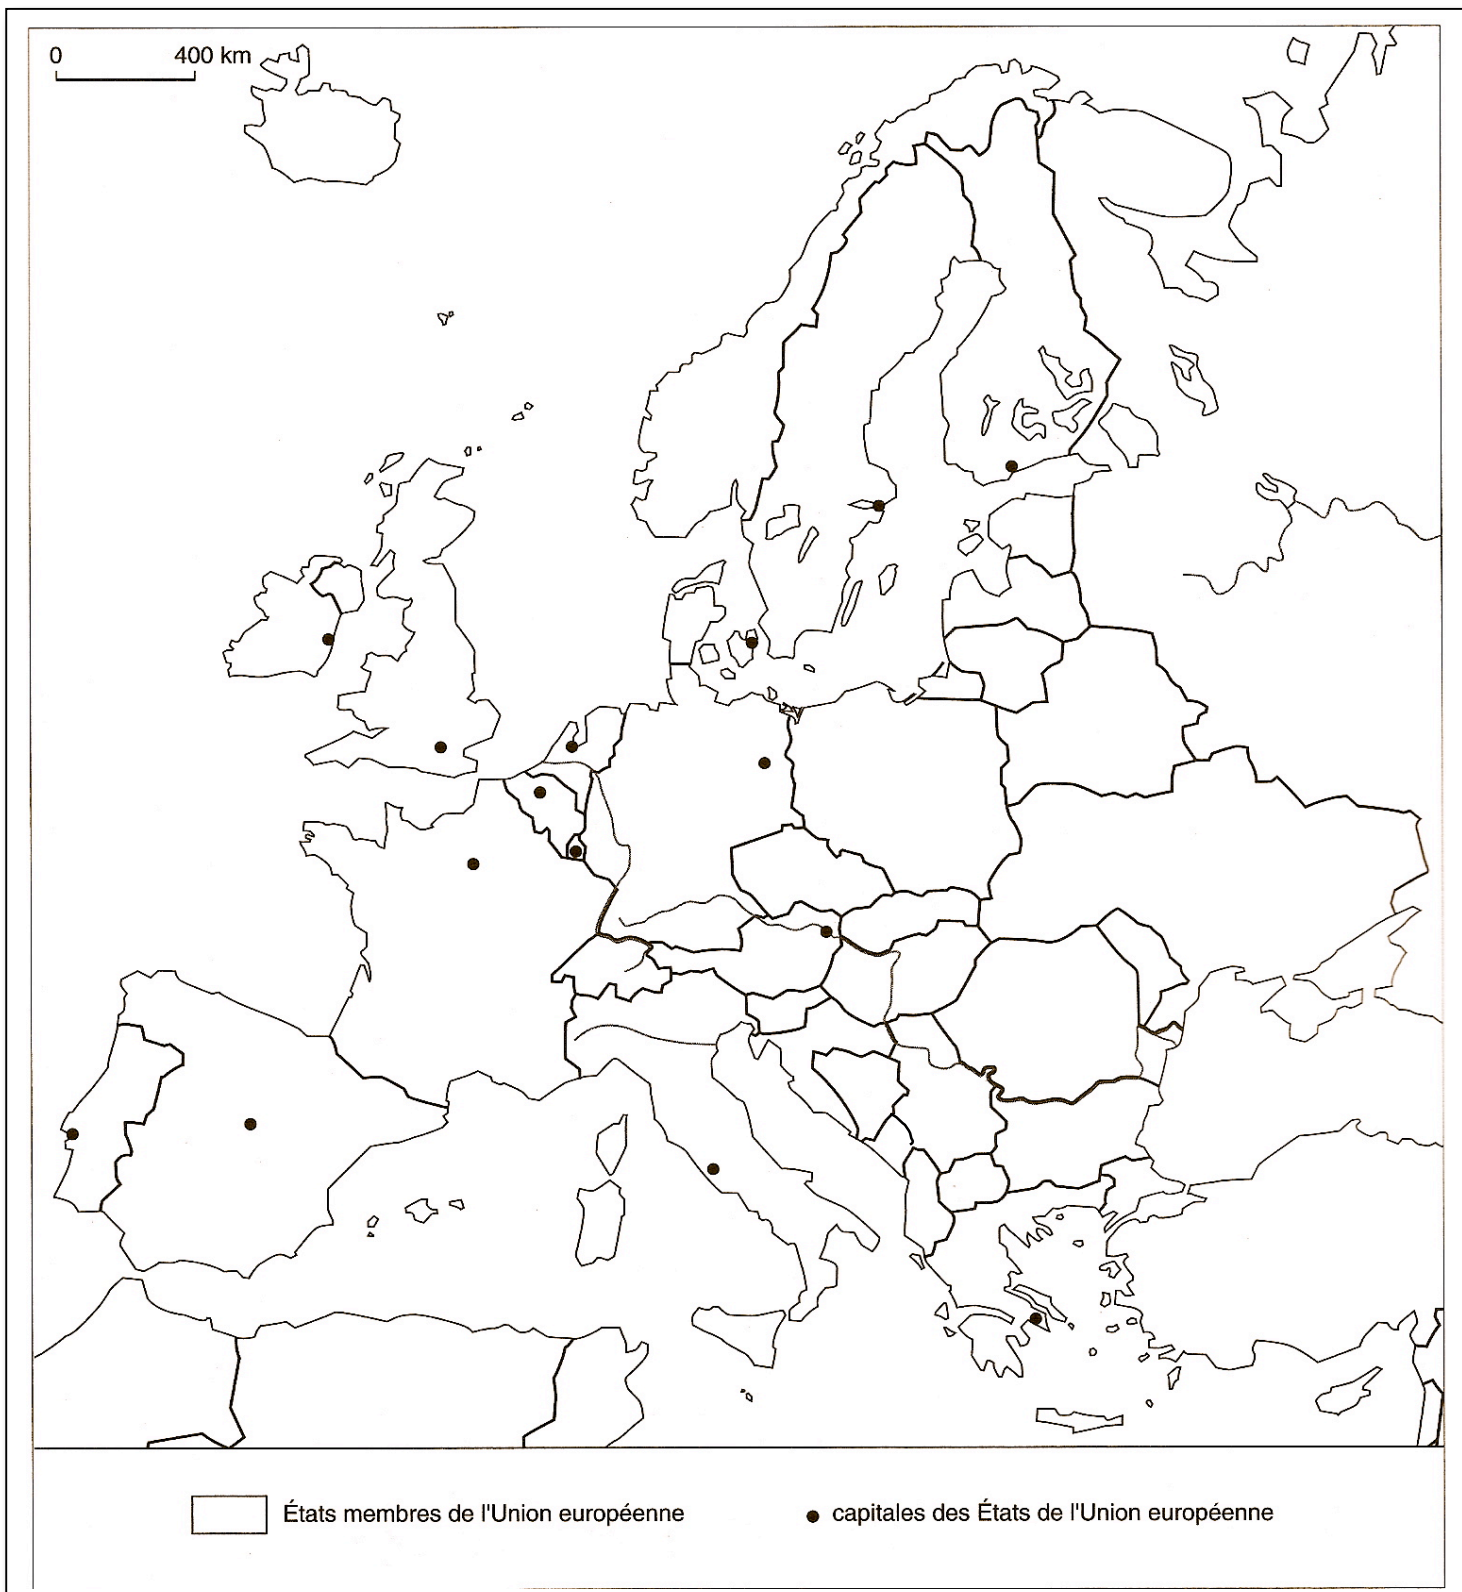 0 400 km
États membres de l'Union européenne
capitales des États de l'Union européenne